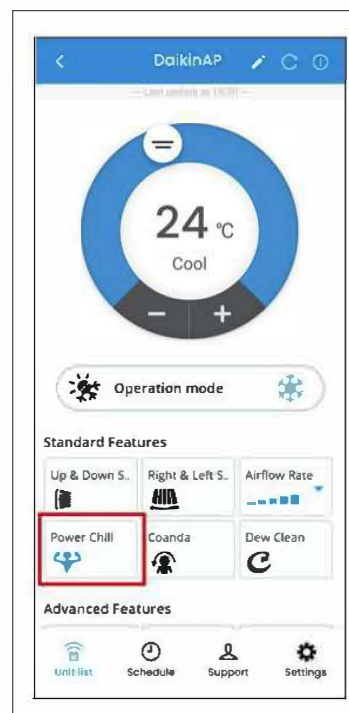 DaikinAP
24 °C
Cool
Operation mode
Standard Features
Up & Down S..
Right & Left S..
Airflow Rate
Power Chill
Coanda
Dew Clean
Advanced Features
Unit list
Schedule
Support
Settings